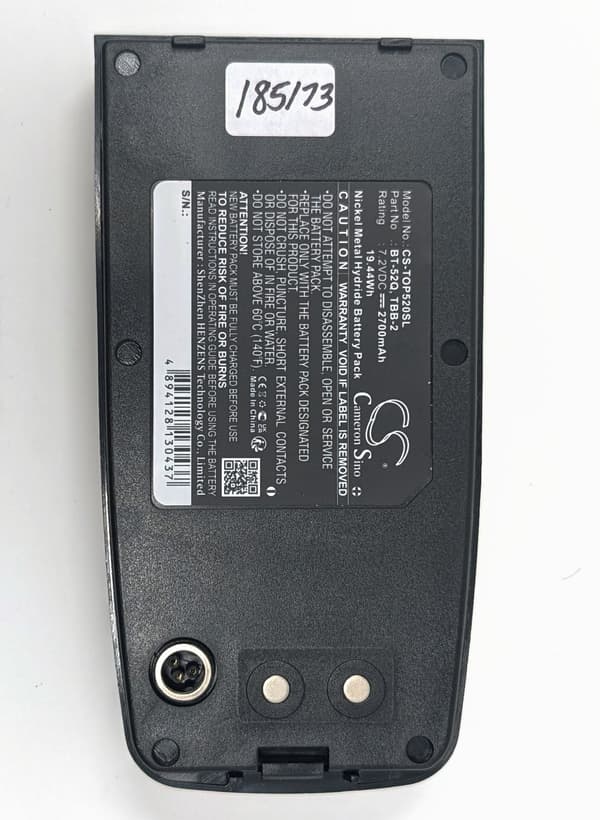 185173
Model No.: CS-TOP520SL
Part No : BT-52Q, TBB-2
Rating : 7.2VDC ⎓ 2700mAh
19.44Wh
Nickel Metal Hydride Battery Pack
CS
Cameron Sino
CAUTION WARRANTY VOID IF LABEL IS REMOVED
•DO NOT ATTEMPT TO DISASSEMBLE, OPEN OR SERVICE
THE BATTERY PACK
•REPLACE ONLY WITH THE BATTERY PACK DESIGNATED
FOR THIS PRODUCT
•DO NOT CRUSH, PUNCTURE, SHORT EXTERNAL CONTACTS
OR DISPOSE OF IN FIRE OR WATER
•DO NOT STORE ABOVE 60℃ (140℉)
CE
Made in China
ATTENTION!
NEW BATTERY PACK MUST BE FULLY CHARGED BEFORE USE
TO REDUCE RISK OF FIRE OR BURNS
READ INSTRUCTIONS IN OPERATING GUIDE BEFORE USING THE BATTERY
Manufacturer : ShenZhen HENZENS Technology Co., Limited
S/N.:
4 894128 130437